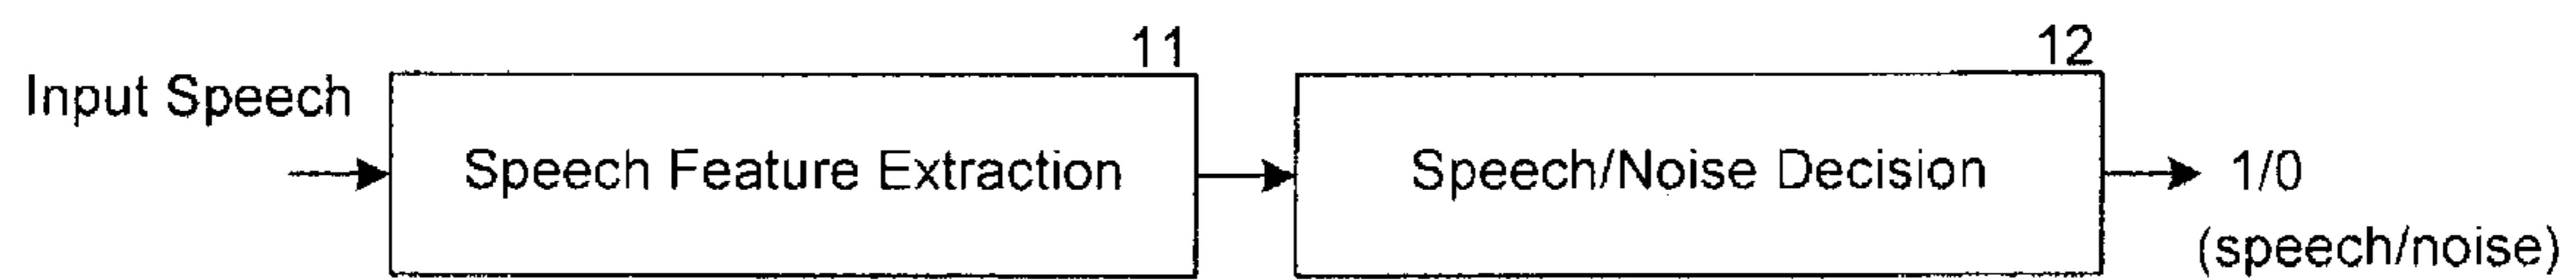 11
12
Input Speech
Speech Feature Extraction
Speech/Noise Decision
1/0
(speech/noise)